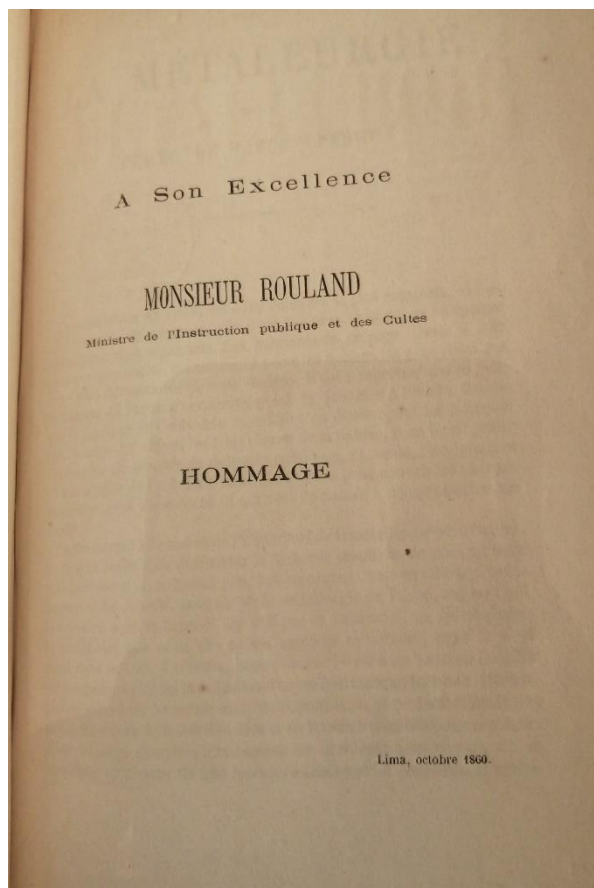 A Son Excellence
MONSIEUR ROULAND
Ministre de l'Instruction publique et des Cultes
HOMMAGE
Lima, octobre 1860.